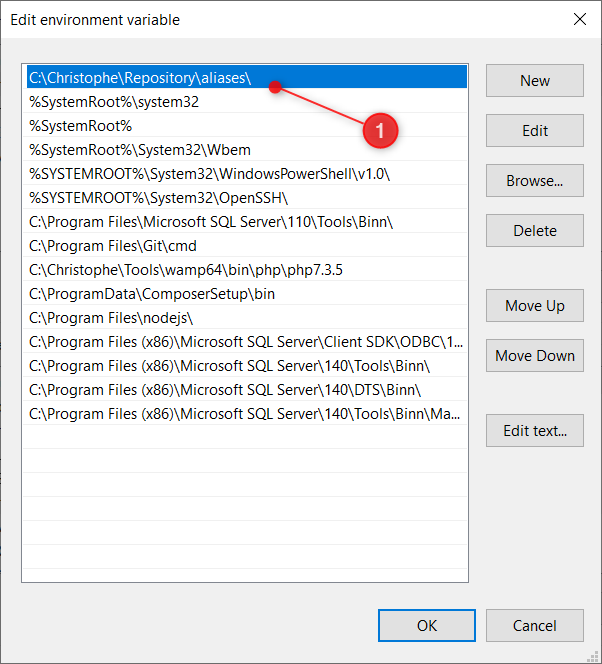 Edit environment variable
C:\Christophe\Repository\aliases\
%SystemRoot%\system32
%SystemRoot%
%SystemRoot%\System32\Wbem
%SYSTEMROOT%\System32\WindowsPowerShell\v1.0\
%SYSTEMROOT%\System32\OpenSSH\
C:\Program Files\Microsoft SQL Server\110\Tools\Binn\
C:\Program Files\Git\cmd
C:\Christophe\Tools\wamp64\bin\php\php7.3.5
C:\ProgramData\ComposerSetup\bin
C:\Program Files\nodejs\
C:\Program Files (x86)\Microsoft SQL Server\Client SDK\ODBC\1...
C:\Program Files (x86)\Microsoft SQL Server\140\Tools\Binn\
C:\Program Files (x86)\Microsoft SQL Server\140\DTS\Binn\
C:\Program Files (x86)\Microsoft SQL Server\140\Tools\Binn\Ma...
1
New
Edit
Browse...
Delete
Move Up
Move Down
Edit text...
OK
Cancel